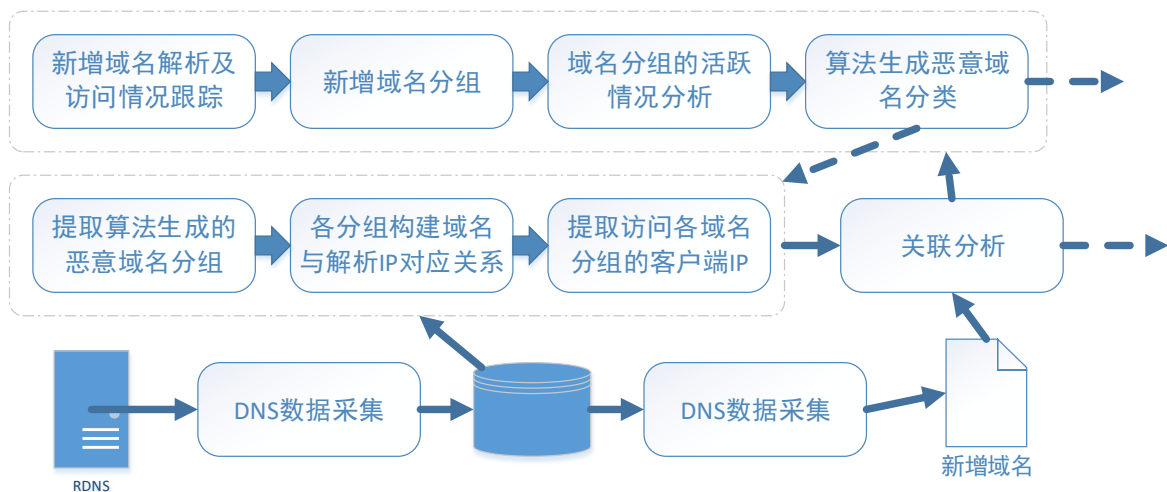 新增域名解析及
访问情况跟踪
新增域名分组
域名分组的活跃
情况分析
算法生成恶意域
名分类
提取算法生成的
恶意域名分组
各分组构建域名
与解析IP对应关系
提取访问各域名
分组的客户端IP
关联分析
DNS数据采集
DNS数据采集
新增域名
RDNS